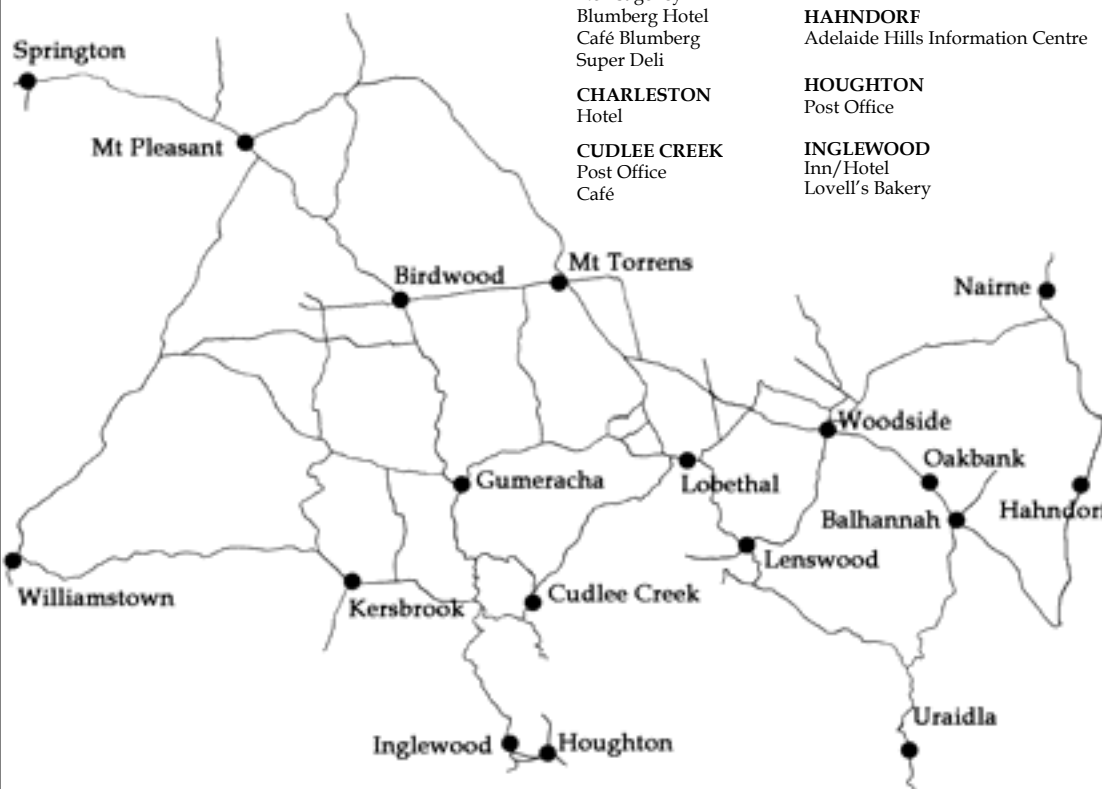 Blumberg Hotel
Café Blumberg
Super Deli
CHARLESTON
Hotel
CUDLEE CREEK
Post Office
Café
HAHNDORF
Adelaide Hills Information Centre
HOUGHTON
Post Office
INGLEWOOD
Inn/Hotel
Lovell's Bakery
Springton
Mt Pleasant
Birdwood
Mt Torrens
Nairne
Woodside
Oakbank
Gumeracha
Lobethal
Balhannah
Hahndorf
Lenswood
Williamstown
Kersbrook
Cudlee Creek
Uraidla
Inglewood
Houghton